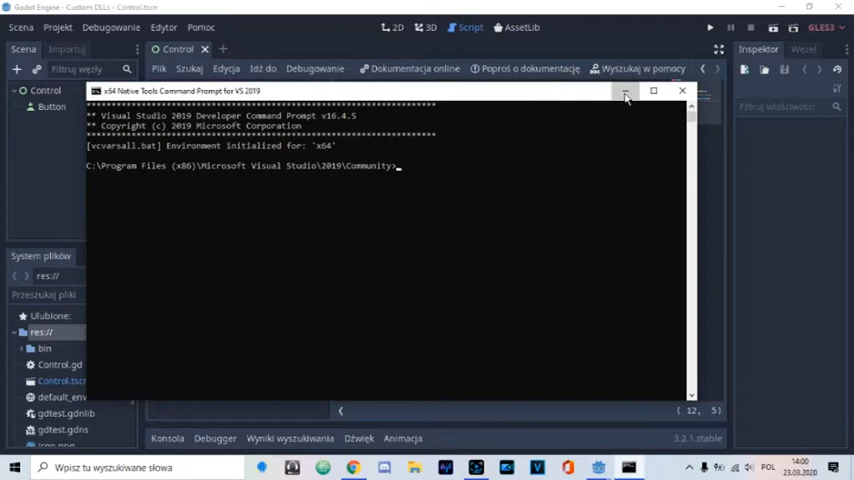 Godot Engine - Custom DLLs - Control.tscn
Scena Projekt Debugowanie Edytor Pomoc 2D 3D Script AssetLib GLES3
Scena Importuj Control Inspektor Węzeł
Filtruj węzły Plik Szukaj Edycja Idź do Debugowanie Dokumentacja online Poproś o dokumentację Wyszukaj w pomocy
Control
Button
Filtruj właściwości
x64 Native Tools Command Prompt for VS 2019
**********************************************************************
** Visual Studio 2019 Developer Command Prompt v16.4.5
** Copyright (c) 2019 Microsoft Corporation
**********************************************************************
[vcvarsall.bat] Environment initialized for: 'x64'
C:\Program Files (x86)\Microsoft Visual Studio\2019\Community>
System plików
res://
Przeszukaj pliki
Ulubione:
res://
bin
Control.gd
Control.tscn
default_env
gdtest.gdnlib
gdtest.gdns
icon.png
( 12, 5)
Konsola Debugger Wyniki wyszukiwania Dźwięk Animacja 3.2.1.stable
Wpisz tu wyszukiwane słowa
POL
14:00
23.03.2020